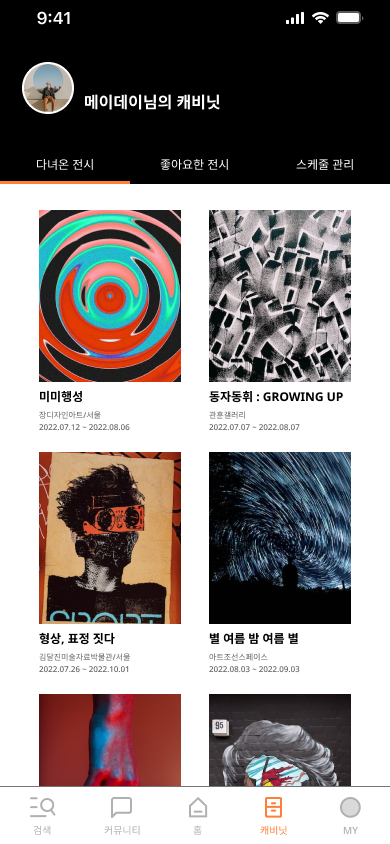 9:41
메이데이님의 캐비닛
다녀온 전시
좋아요한 전시
스케줄 관리
미미행성
장디자인아트/서울
2022.07.12 ~ 2022.08.06
동자동휘 : GROWING UP
관훈갤러리
2022.07.07 ~ 2022.08.07
SPORT
형상, 표정 짓다
김달진미술자료박물관/서울
2022.07.26 ~ 2022.10.01
별 여름 밤 여름 별
아트조선스페이스
2022.08.03 ~ 2022.09.03
95
검색
커뮤니티
홈
캐비닛
MY